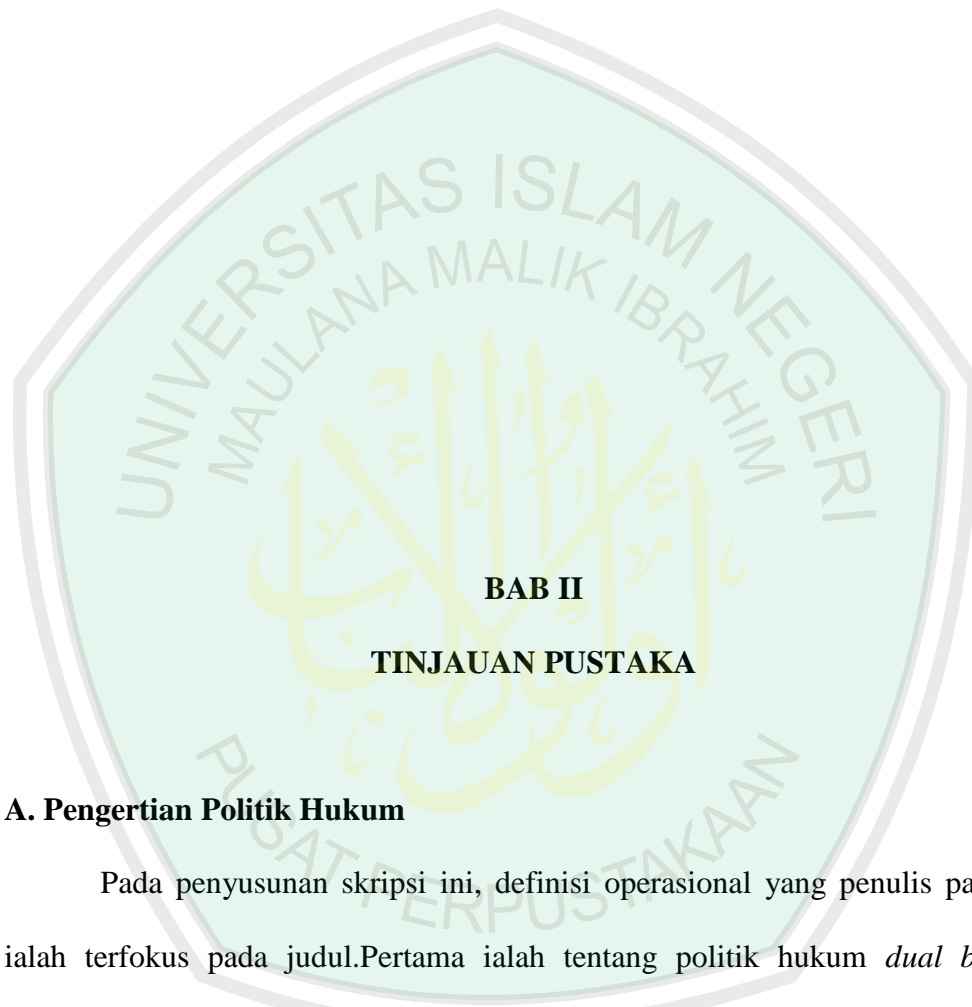 UNIVERSITAS ISLAM NEGERI
MAULANA MALIK IBRAHIM
BAB II
TINJAUAN PUSTAKA
A. Pengertian Politik Hukum
PUSAT PERPUSTAKAAN
Pada penyusunan skripsi ini, definisi operasional yang penulis pa
ialah terfokus pada judul.Pertama ialah tentang politik hukum dual b